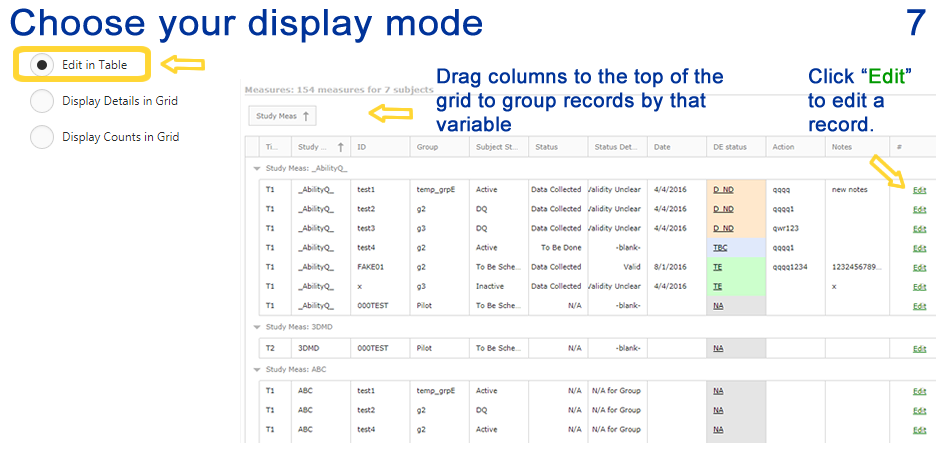 Choose your display mode 7
Edit in Table
Display Details in Grid
Display Counts in Grid
Drag columns to the top of the
grid to group records by that
variable
Click “Edit”
to edit a
record.
Measures: 154 measures for 7 subjects
Study Meas ↑
Ti... Study ... ↑ ID Group Subject St... Status Status Det... Date DE status Action Notes #
Study Meas: _AbilityQ_
T1 _AbilityQ_ test1 temp_grpE Active Data Collected Validity Unclear 4/4/2016 D_ND qqqq new notes Edit
T1 _AbilityQ_ test2 g2 DQ Data Collected Validity Unclear 4/4/2016 D_ND qqqq1 Edit
T1 _AbilityQ_ test3 g3 DQ Data Collected Validity Unclear 4/4/2016 D_ND qwr123 Edit
T1 _AbilityQ_ test4 g2 Active To Be Done -blank- TBC qqqq1 Edit
T1 _AbilityQ_ FAKE01 g2 To Be Sche... Data Collected Valid 8/1/2016 TE qqqq1234 1232456789... Edit
T1 _AbilityQ_ x g3 Inactive Data Collected Validity Unclear 4/4/2016 TE x Edit
T1 _AbilityQ_ 000TEST Pilot To Be Sche... N/A -blank- NA Edit
Study Meas: 3DMD
T2 3DMD 000TEST Pilot To Be Sche... N/A -blank- NA Edit
Study Meas: ABC
T1 ABC test1 temp_grpE Active N/A N/A for Group NA Edit
T1 ABC test2 g2 DQ N/A N/A for Group NA Edit
T1 ABC test4 g2 Active N/A N/A for Group NA Edit